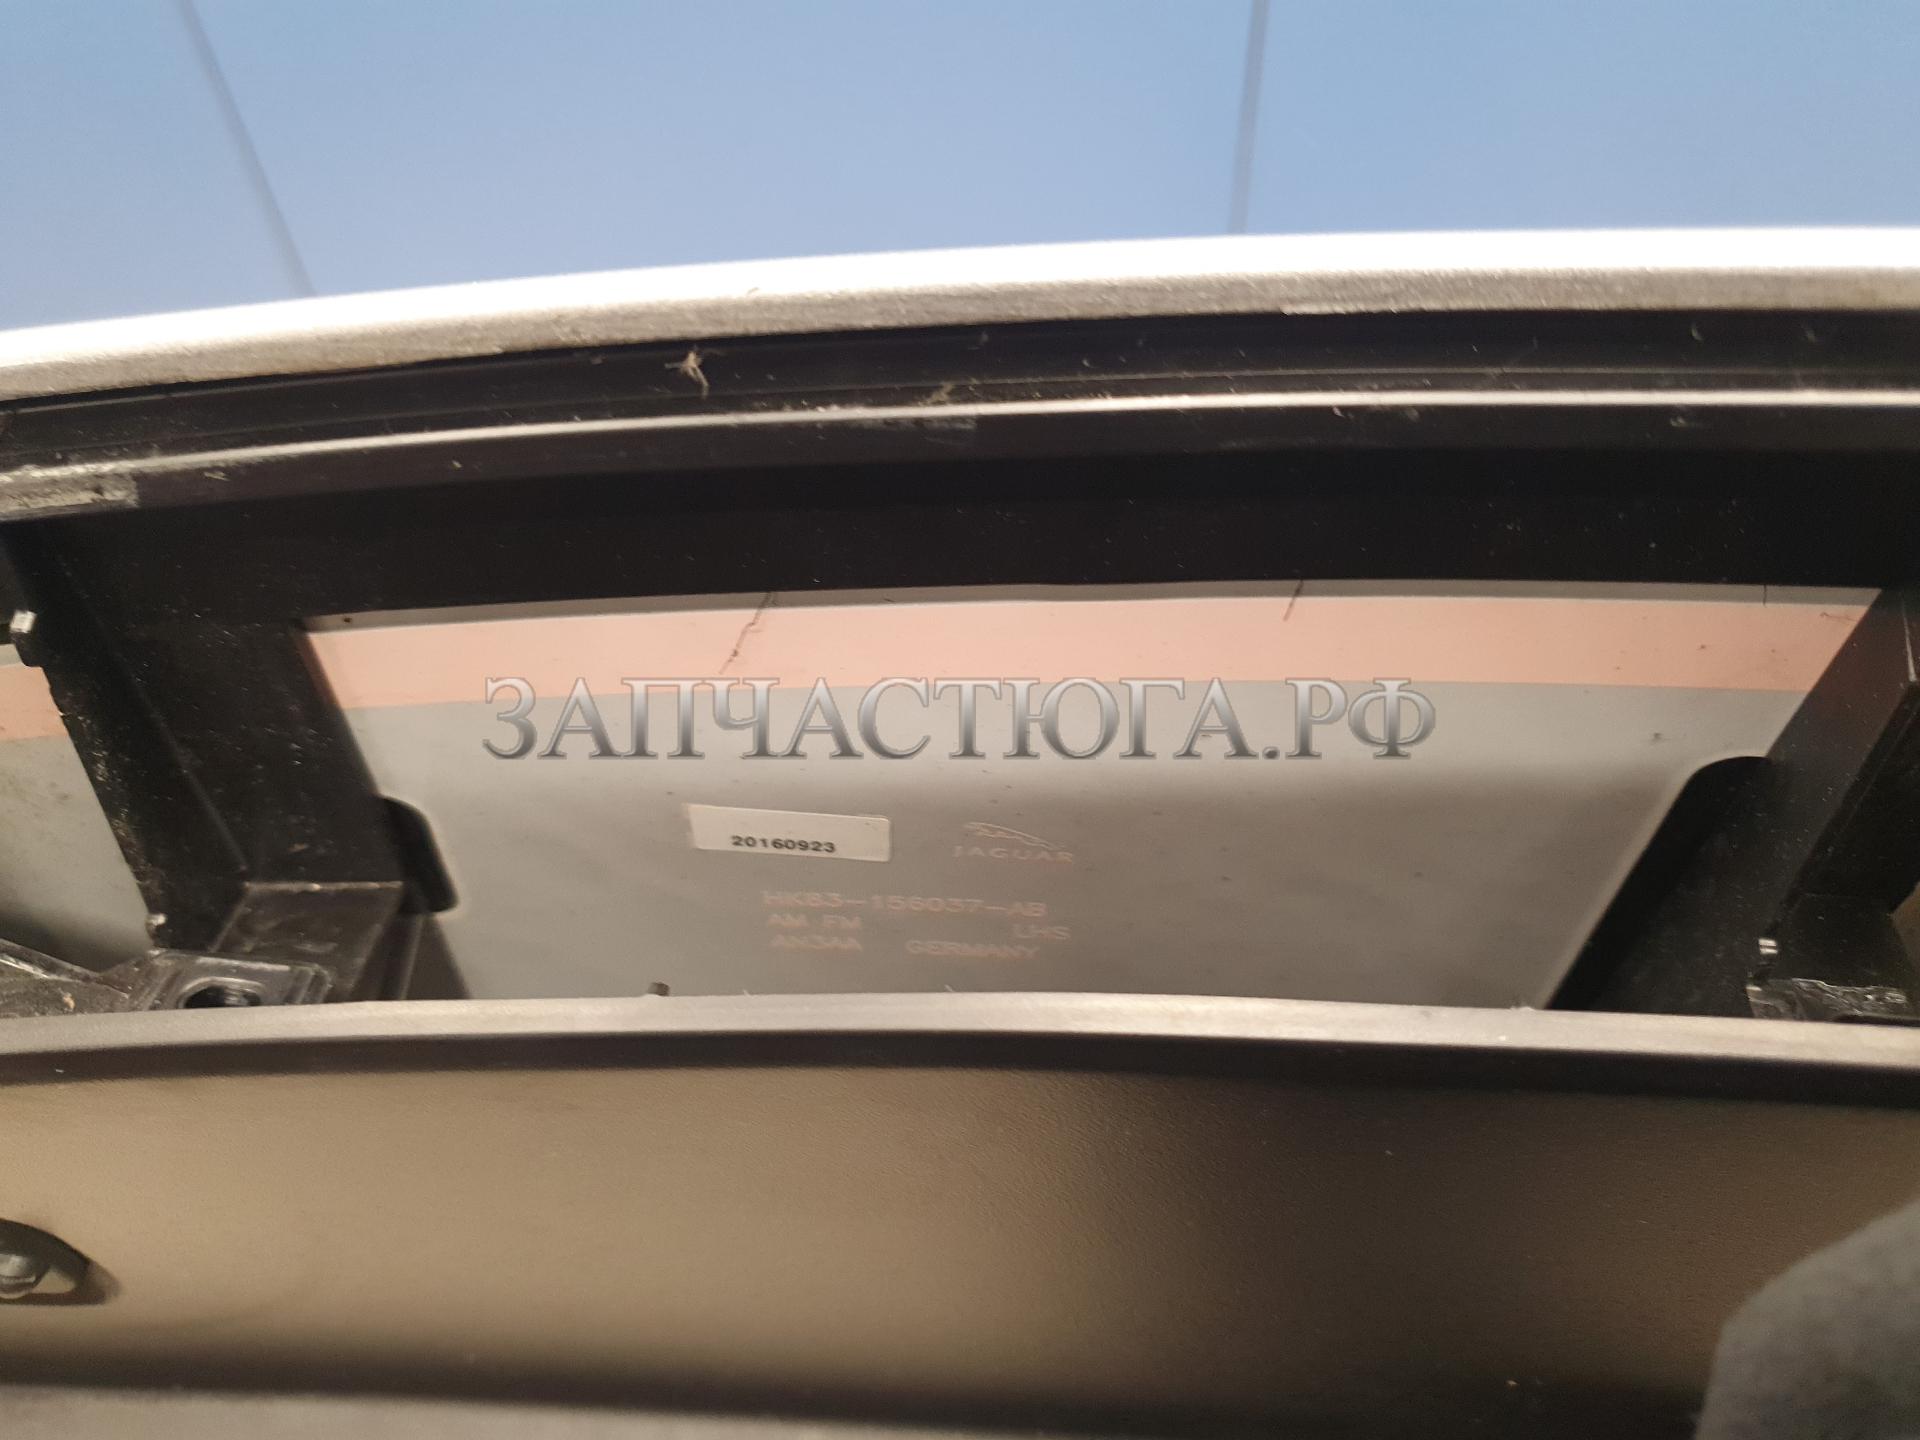 ЗАПЧАСТЮГА.РФ
20160923
JAGUAR
HK83-156037-AB
AM FM LHS
AN3AA GERMANY